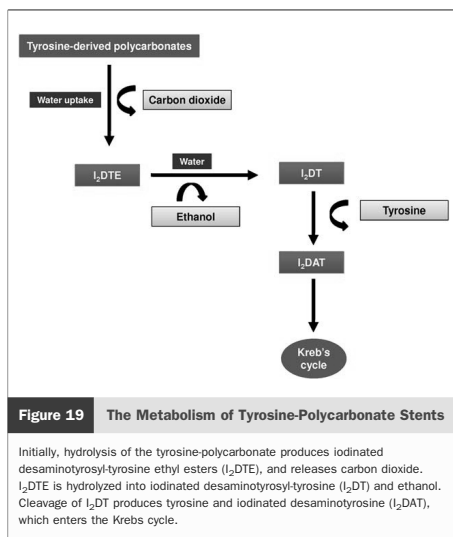 Tyrosine-derived polycarbonates
Water uptake
Carbon dioxide
Water
I₂DTE
I₂DT
Ethanol
Tyrosine
I₂DAT
Kreb's
cycle
Figure 19 The Metabolism of Tyrosine-Polycarbonate Stents
Initially, hydrolysis of the tyrosine-polycarbonate produces iodinated
desaminotyrosyl-tyrosine ethyl esters (I₂DTE), and releases carbon dioxide.
I₂DTE is hydrolyzed into iodinated desaminotyrosyl-tyrosine (I₂DT) and ethanol.
Cleavage of I₂DT produces tyrosine and iodinated desaminotyrosine (I₂DAT),
which enters the Krebs cycle.